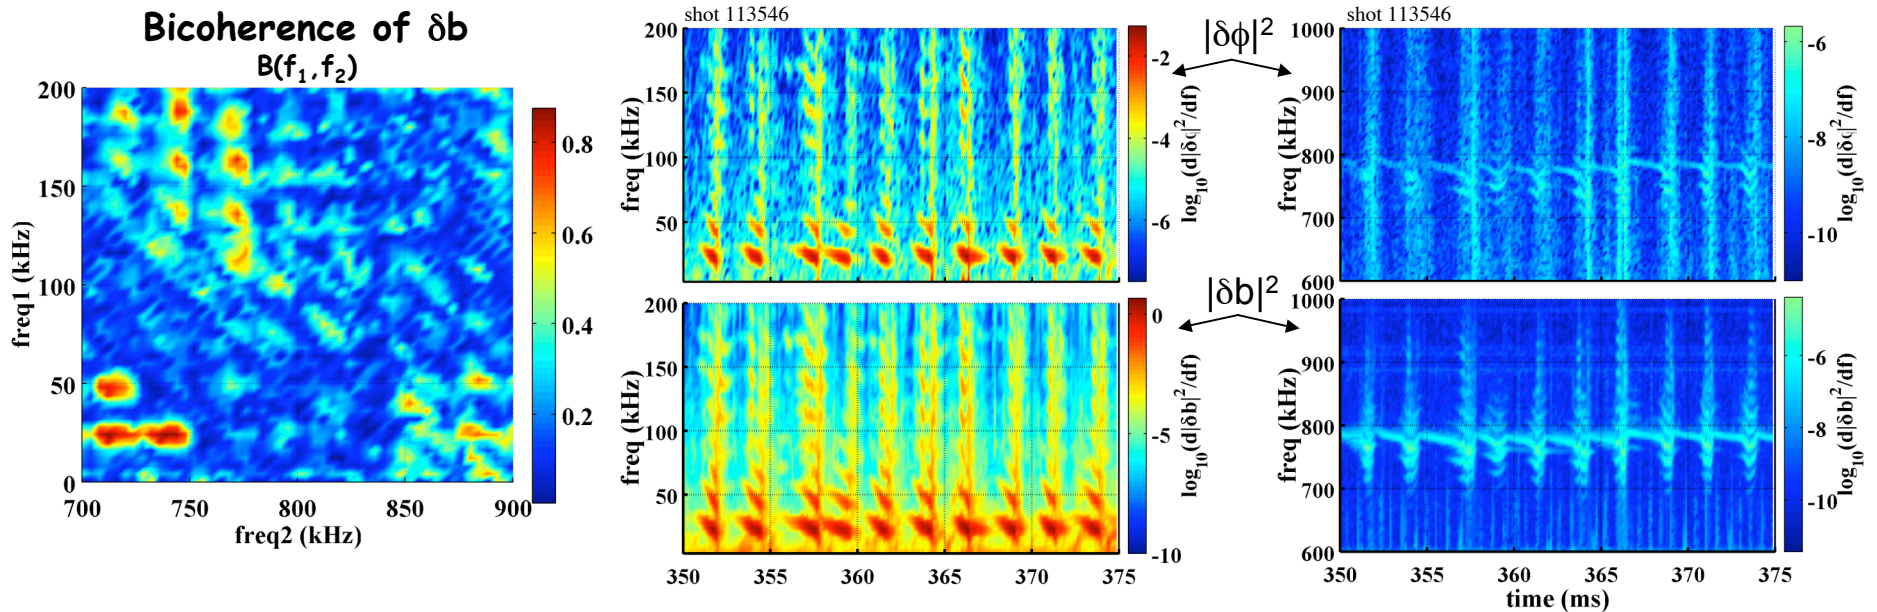 Bicoherence of δb
B(f₁,f₂)
200
150
100
50
0
freq1 (kHz)
700 750 800 850 900
freq2 (kHz)
0.8
0.6
0.4
0.2
shot 113546
200
150
100
50
freq (kHz)
-2
-4
-6
log₁₀(d|δϕ|²/df)
|δϕ|²
shot 113546
1000
900
800
700
600
freq (kHz)
-6
-8
-10
log₁₀(d|δϕ|²/df)
200
150
100
50
freq (kHz)
350 355 360 365 370 375
0
-5
-10
log₁₀(d|δb|²/df)
|δb|²
1000
900
800
700
600
freq (kHz)
350 355 360 365 370 375
time (ms)
-6
-8
-10
log₁₀(d|δb|²/df)